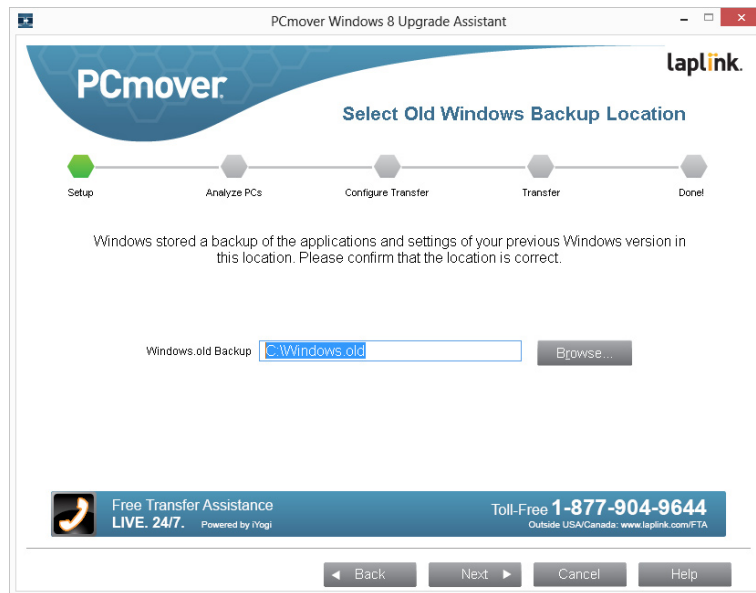 PCmover Windows 8 Upgrade Assistant
laplink.
PCmover
Select Old Windows Backup Location
Setup
Analyze PCs
Configure Transfer
Transfer
Done!
Windows stored a backup of the applications and settings of your previous Windows version in
this location. Please confirm that the location is correct.
Windows.old Backup
C:\Windows.old
Browse...
Free Transfer Assistance
LIVE. 24/7. Powered by iYogi
Toll-Free 1-877-904-9644
Outside USA/Canada: www.laplink.com/FTA
Back
Next
Cancel
Help